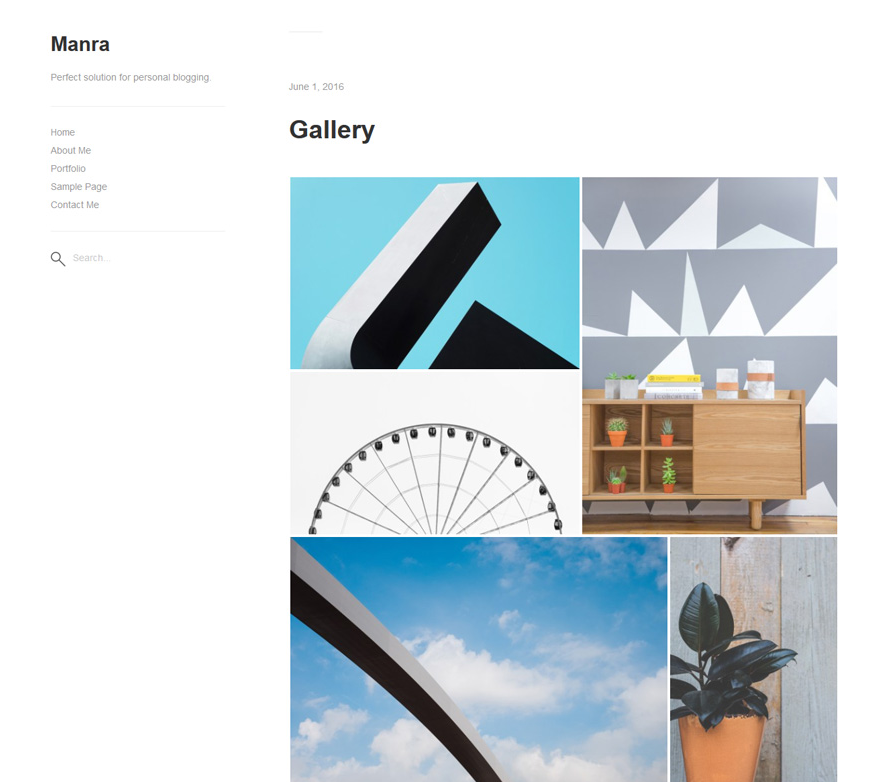 Manra
Perfect solution for personal blogging.
Home
About Me
Portfolio
Sample Page
Contact Me
Search...
June 1, 2016
Gallery